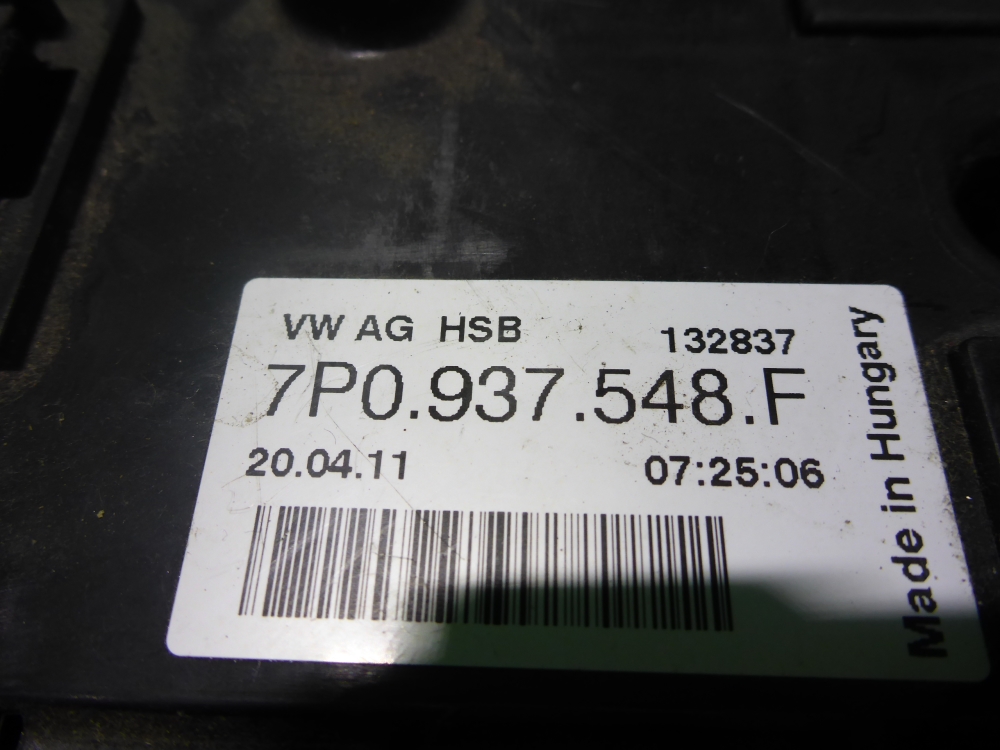 VW AG HSB 132837
7P0.937.548.F
20.04.11 07:25:06
Made in Hungary